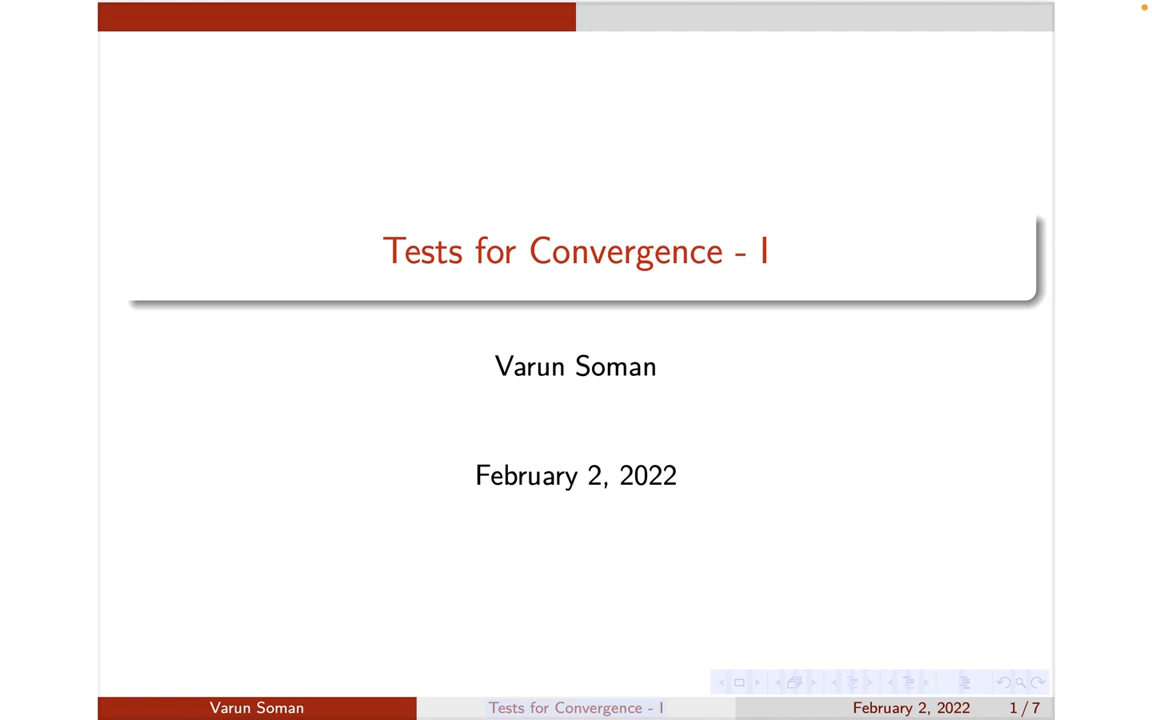 Tests for Convergence - I
Varun Soman
February 2, 2022
Varun Soman
Tests for Convergence - I
February 2, 2022
1 / 7